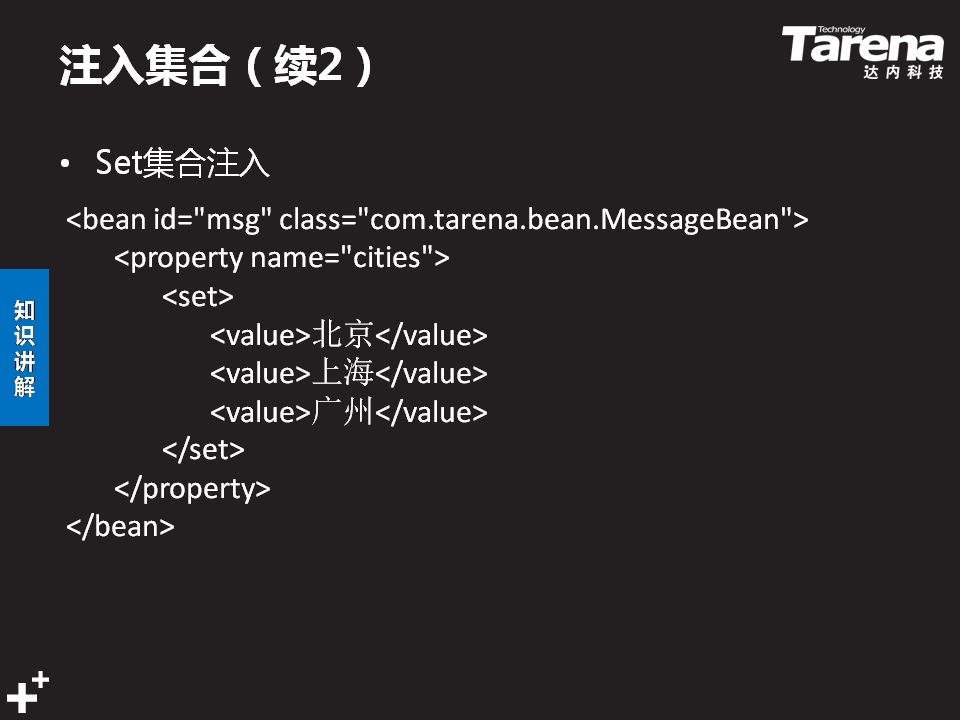 注入集合（续2）
Technology
Tarena
达内科技
• Set集合注入
<bean id="msg" class="com.tarena.bean.MessageBean">
<property name="cities">
<set>
<value>北京</value>
<value>上海</value>
<value>广州</value>
</set>
</property>
</bean>
知识讲解